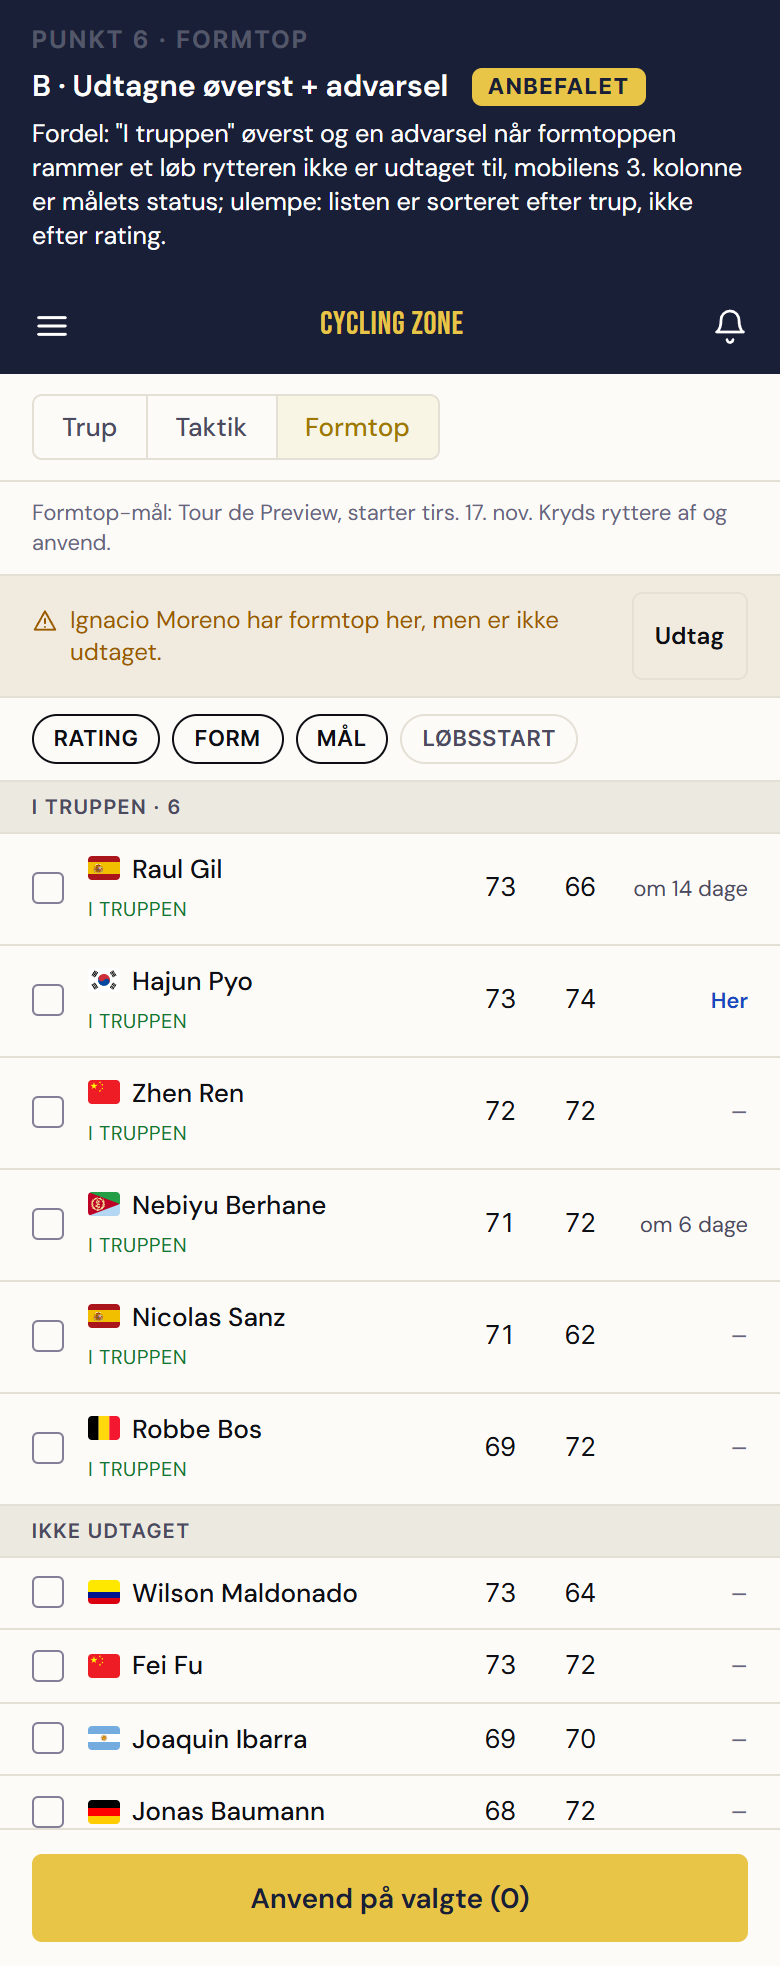 PUNKT 6 · FORMTOP
B · Udtagne øverst + advarsel ANBEFALET
Fordel: "I truppen" øverst og en advarsel når formtoppen
rammer et løb rytteren ikke er udtaget til, mobilens 3. kolonne
er målets status; ulempe: listen er sorteret efter trup, ikke
efter rating.
CYCLING ZONE
Trup Taktik Formtop
Formtop-mål: Tour de Preview, starter tirs. 17. nov. Kryds ryttere af og
anvend.
Ignacio Moreno har formtop her, men er ikke
udtaget.
Udtag
RATING FORM MÅL LØBSSTART
I TRUPPEN · 6
Raul Gil 73 66 om 14 dage
I TRUPPEN
Hajun Pyo 73 74 Her
I TRUPPEN
Zhen Ren 72 72 –
I TRUPPEN
Nebiyu Berhane 71 72 om 6 dage
I TRUPPEN
Nicolas Sanz 71 62 –
I TRUPPEN
Robbe Bos 69 72 –
I TRUPPEN
IKKE UDTAGET
Wilson Maldonado 73 64 –
Fei Fu 73 72 –
Joaquin Ibarra 69 70 –
Jonas Baumann 68 72 –
Anvend på valgte (0)